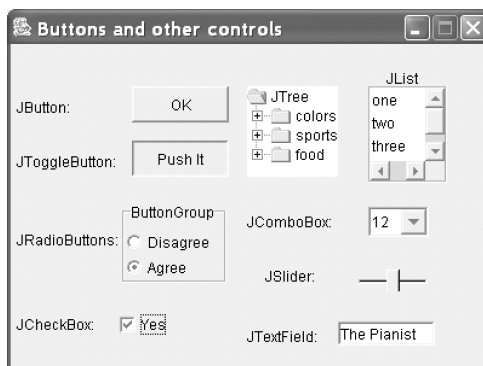 Buttons and other controls
JButton:
OK
JToggleButton:
Push It
JRadioButtons:
ButtonGroup
Disagree
Agree
JCheckBox:
Yes
JTree
colors
sports
food
JList
one
two
three
JComboBox:
12
JSlider:
JTextField:
The Pianist